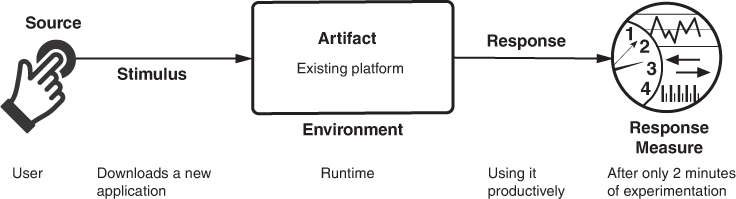 Source
Stimulus
Artifact
Existing platform
Environment
Response
1
2
3
4
Response
Measure
User
Downloads a new
application
Runtime
Using it
productively
After only 2 minutes
of experimentation